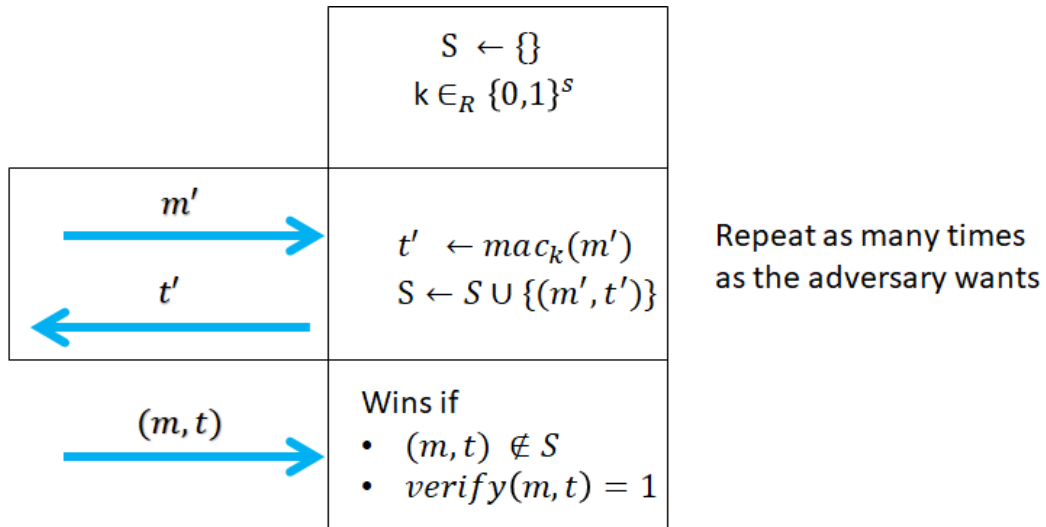 S ← {}
k ∈_R {0,1}^s
m′
t′ ← mac_k(m′)
S ← S ∪ {(m′, t′)}
t′
Repeat as many times
as the adversary wants
(m, t)
Wins if
• (m, t) ∉ S
• verify(m, t) = 1